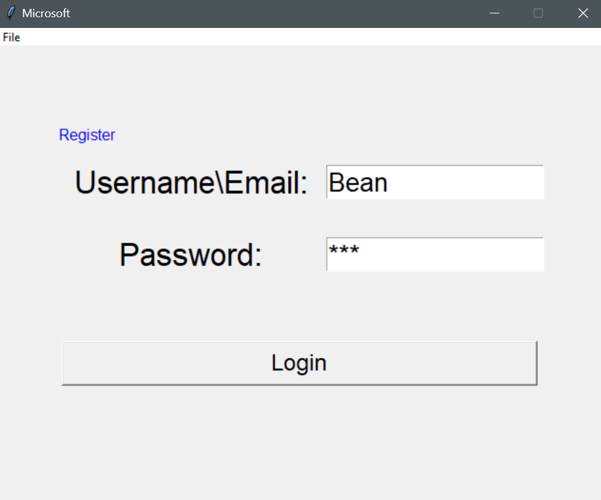 Microsoft
File
Register
Username\Email: Bean
Password: ***
Login